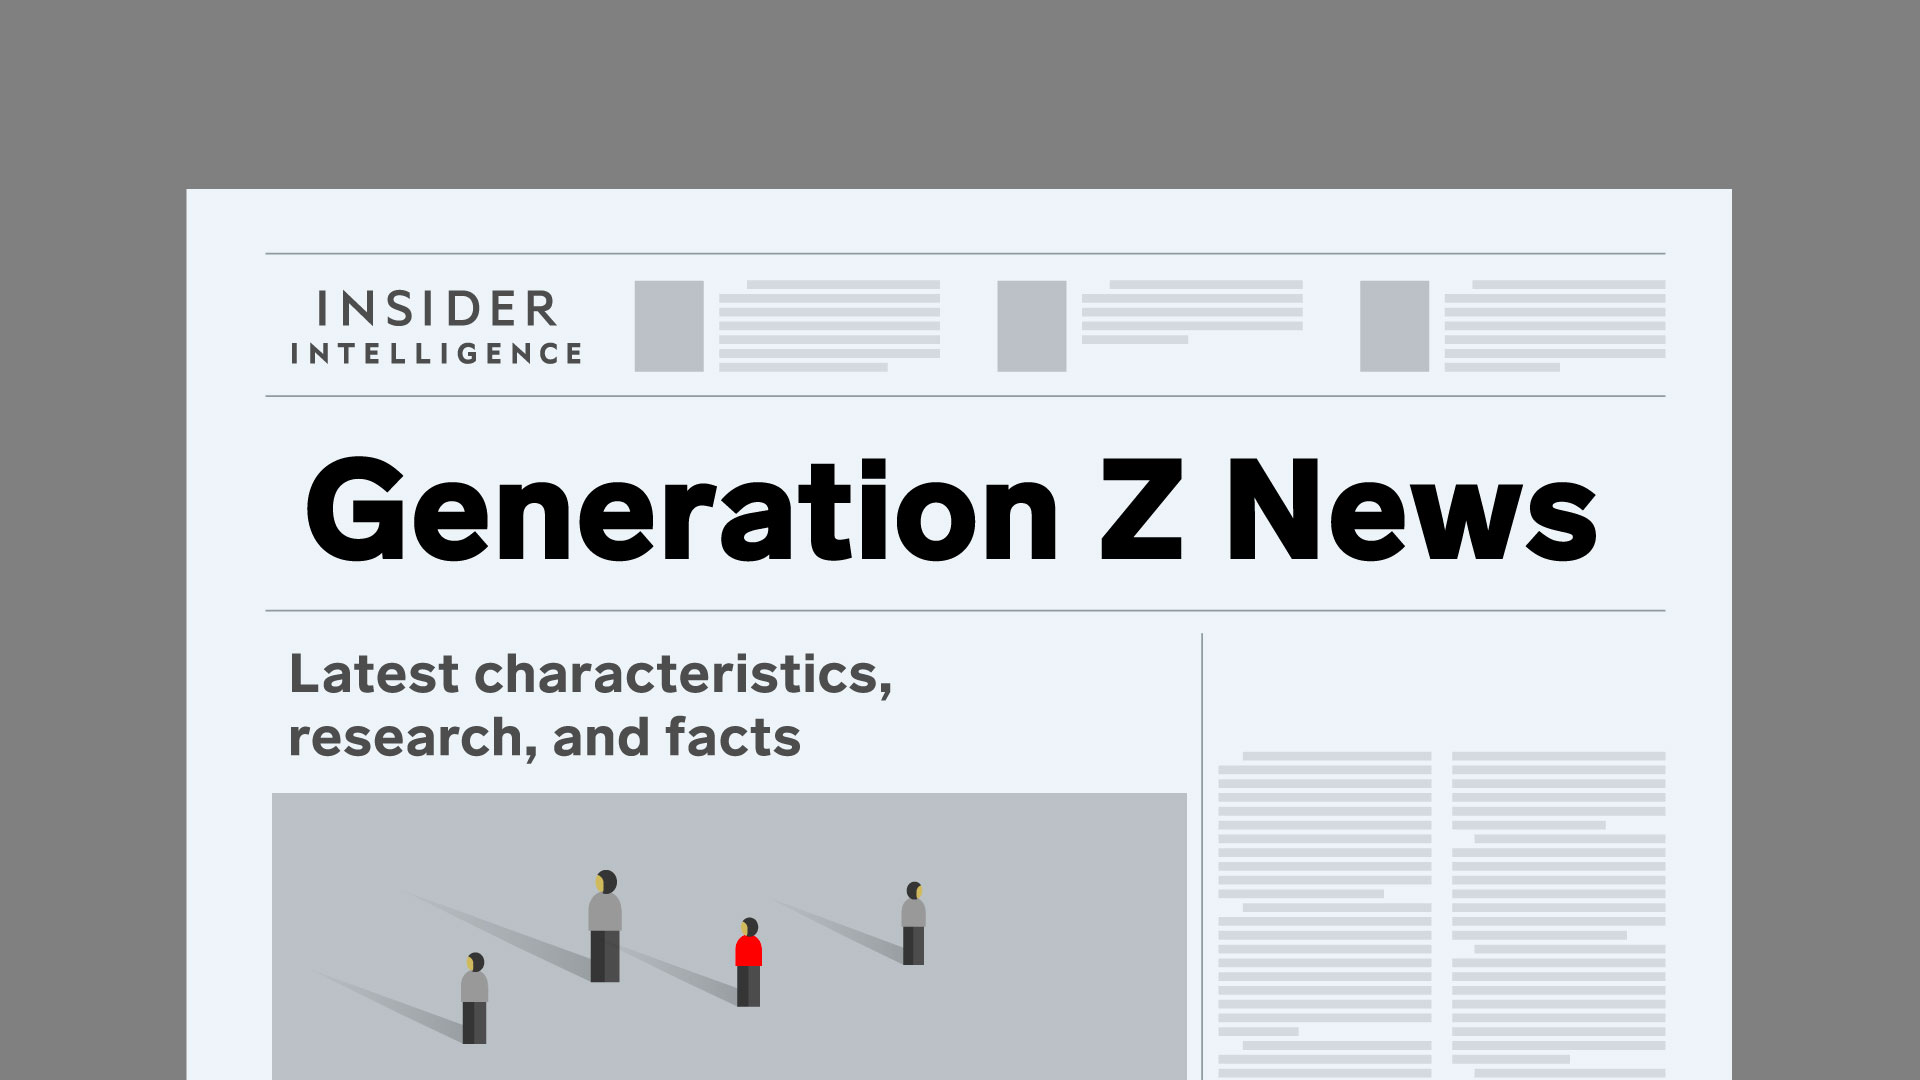 INSIDER
INTELLIGENCE
Generation Z News
Latest characteristics,
research, and facts